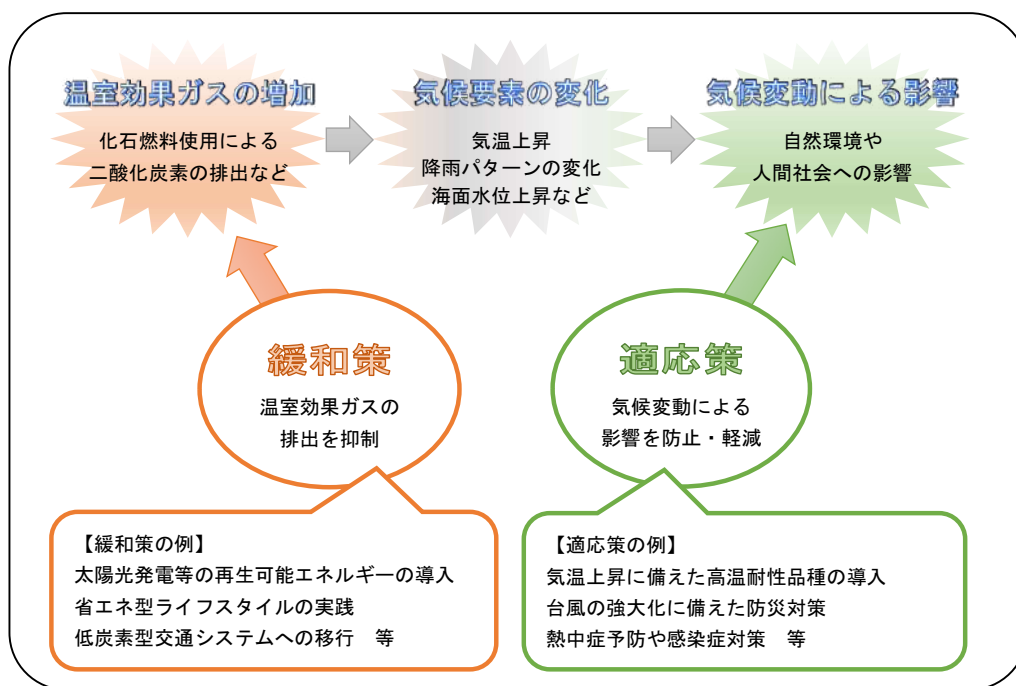 温室効果ガスの増加
化石燃料使用による
二酸化炭素の排出など
気候要素の変化
気温上昇
降雨パターンの変化
海面水位上昇など
気候変動による影響
自然環境や
人間社会への影響
緩和策
温室効果ガスの
排出を抑制
適応策
気候変動による
影響を防止・軽減
【緩和策の例】
太陽光発電等の再生可能エネルギーの導入
省エネ型ライフスタイルの実践
低炭素型交通システムへの移行　等
【適応策の例】
気温上昇に備えた高温耐性品種の導入
台風の強大化に備えた防災対策
熱中症予防や感染症対策　等